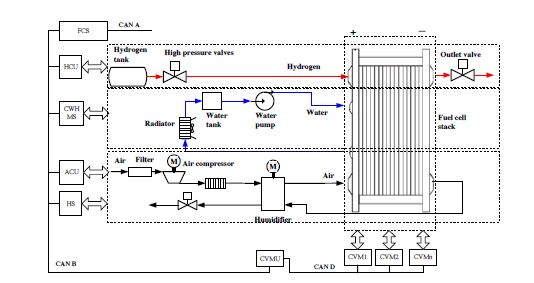 FCS
CAN A
+
–
Hydrogen
tank
High pressure valves
Outlet valve
HCU
Hydrogen
CWH
MS
Radiator
Water
tank
Water
pump
Water
Fuel cell
stack
Air
Filter
M
Air compressor
M
ACU
Air
HS
Humidifier
CVMU
CVM1
CVM2
CVMn
CAN B
CAN D